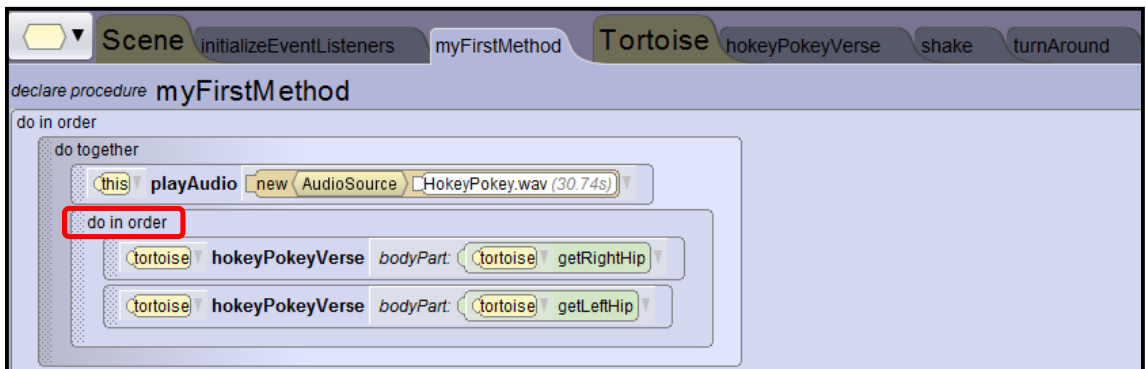 Scene initializeEventListeners myFirstMethod Tortoise hokeyPokeyVerse shake turnAround
declare procedure myFirstMethod
do in order
do together
this playAudio new AudioSource HokeyPokey.wav (30.74s)
do in order
tortoise hokeyPokeyVerse bodyPart: tortoise getRightHip
tortoise hokeyPokeyVerse bodyPart: tortoise getLeftHip